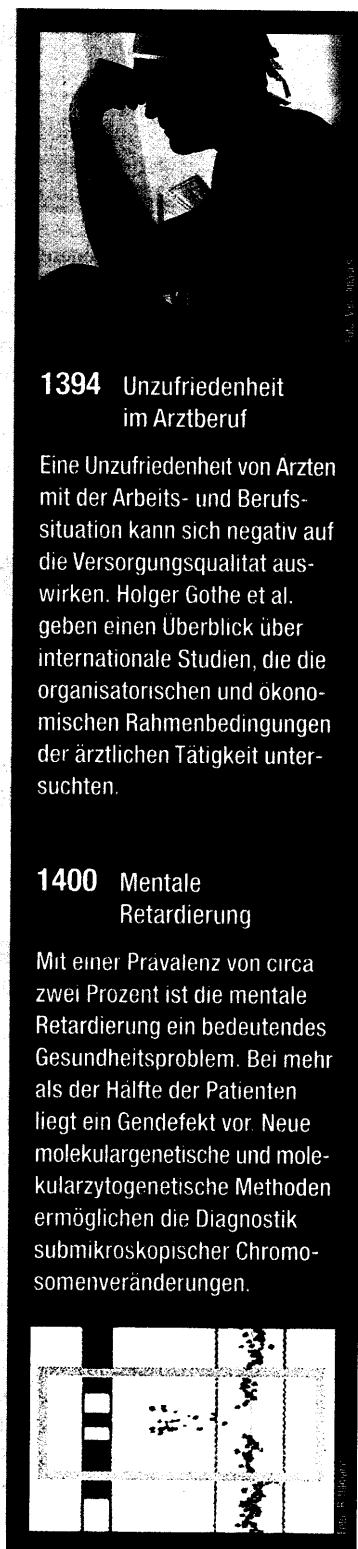 1394 Unzufriedenheit
im Arztberuf
Eine Unzufriedenheit von Ärzten
mit der Arbeits- und Berufs-
situation kann sich negativ auf
die Versorgungsqualität aus-
wirken. Holger Gothe et al.
geben einen Überblick über
internationale Studien, die die
organisatorischen und ökono-
mischen Rahmenbedingungen
der ärztlichen Tätigkeit unter-
suchten.
1400 Mentale
Retardierung
Mit einer Prävalenz von circa
zwei Prozent ist die mentale
Retardierung ein bedeutendes
Gesundheitsproblem. Bei mehr
als der Hälfte der Patienten
liegt ein Gendefekt vor. Neue
molekulargenetische und mole-
kularzytogenetische Methoden
ermöglichen die Diagnostik
submikroskopischer Chromo-
somenveränderungen.